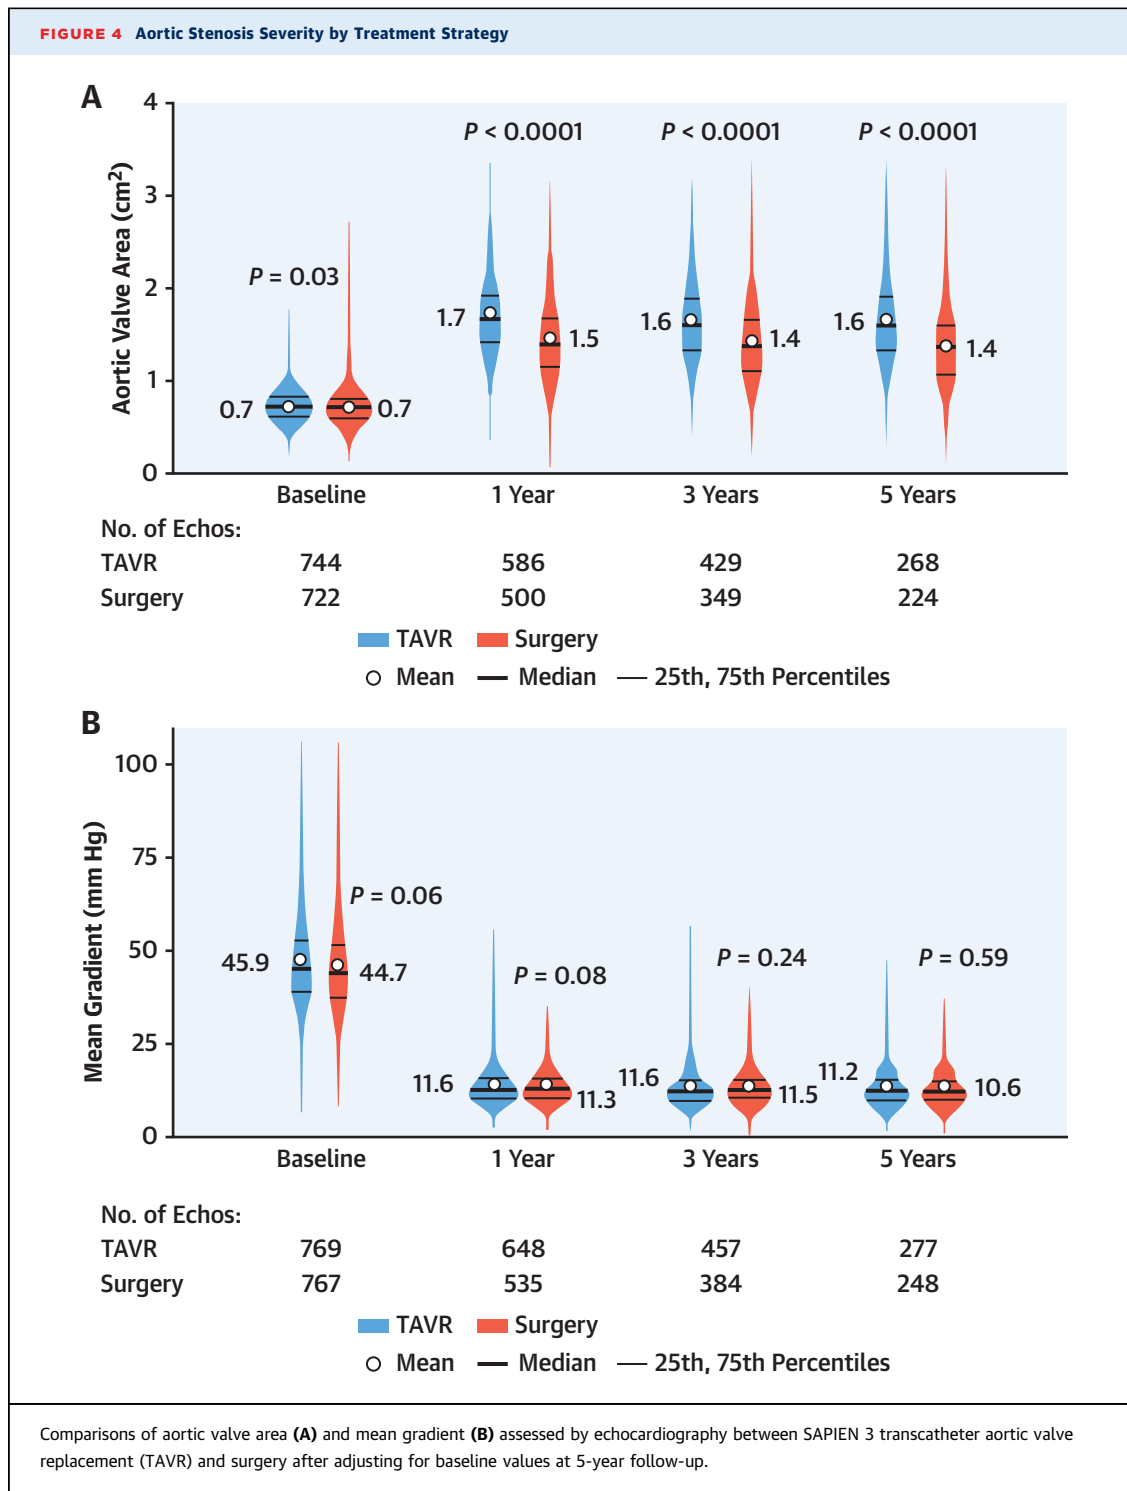 FIGURE 4 Aortic Stenosis Severity by Treatment Strategy
A
Aortic Valve Area (cm²)
4
3
2
1
0
P = 0.03
P < 0.0001
P < 0.0001
P < 0.0001
0.7
0.7
1.7
1.5
1.6
1.4
1.6
1.4
Baseline
1 Year
3 Years
5 Years
No. of Echos:
TAVR 744 586 429 268
Surgery 722 500 349 224
TAVR Surgery
Mean Median 25th, 75th Percentiles
B
Mean Gradient (mm Hg)
100
75
50
25
0
P = 0.06
P = 0.08
P = 0.24
P = 0.59
45.9
44.7
11.6
11.3
11.6
11.5
11.2
10.6
Baseline
1 Year
3 Years
5 Years
No. of Echos:
TAVR 769 648 457 277
Surgery 767 535 384 248
TAVR Surgery
Mean Median 25th, 75th Percentiles
Comparisons of aortic valve area (A) and mean gradient (B) assessed by echocardiography between SAPIEN 3 transcatheter aortic valve
replacement (TAVR) and surgery after adjusting for baseline values at 5-year follow-up.